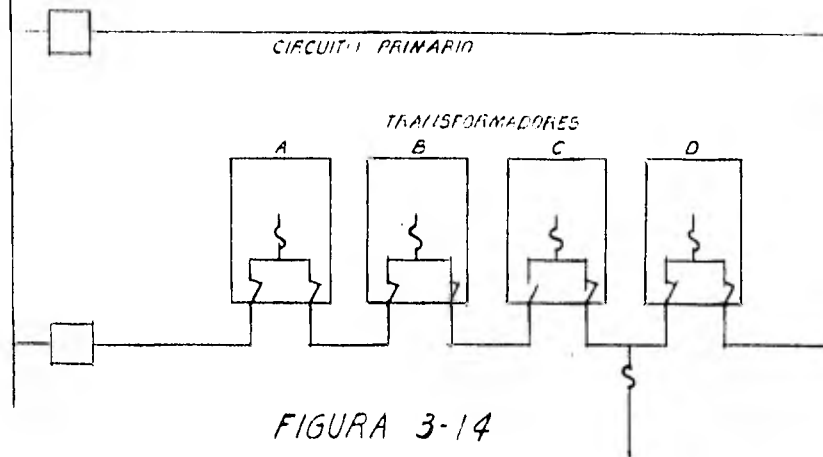 CIRCUITO PRIMARIO
TRANSFORMADORES
A B C D
FIGURA 3-14